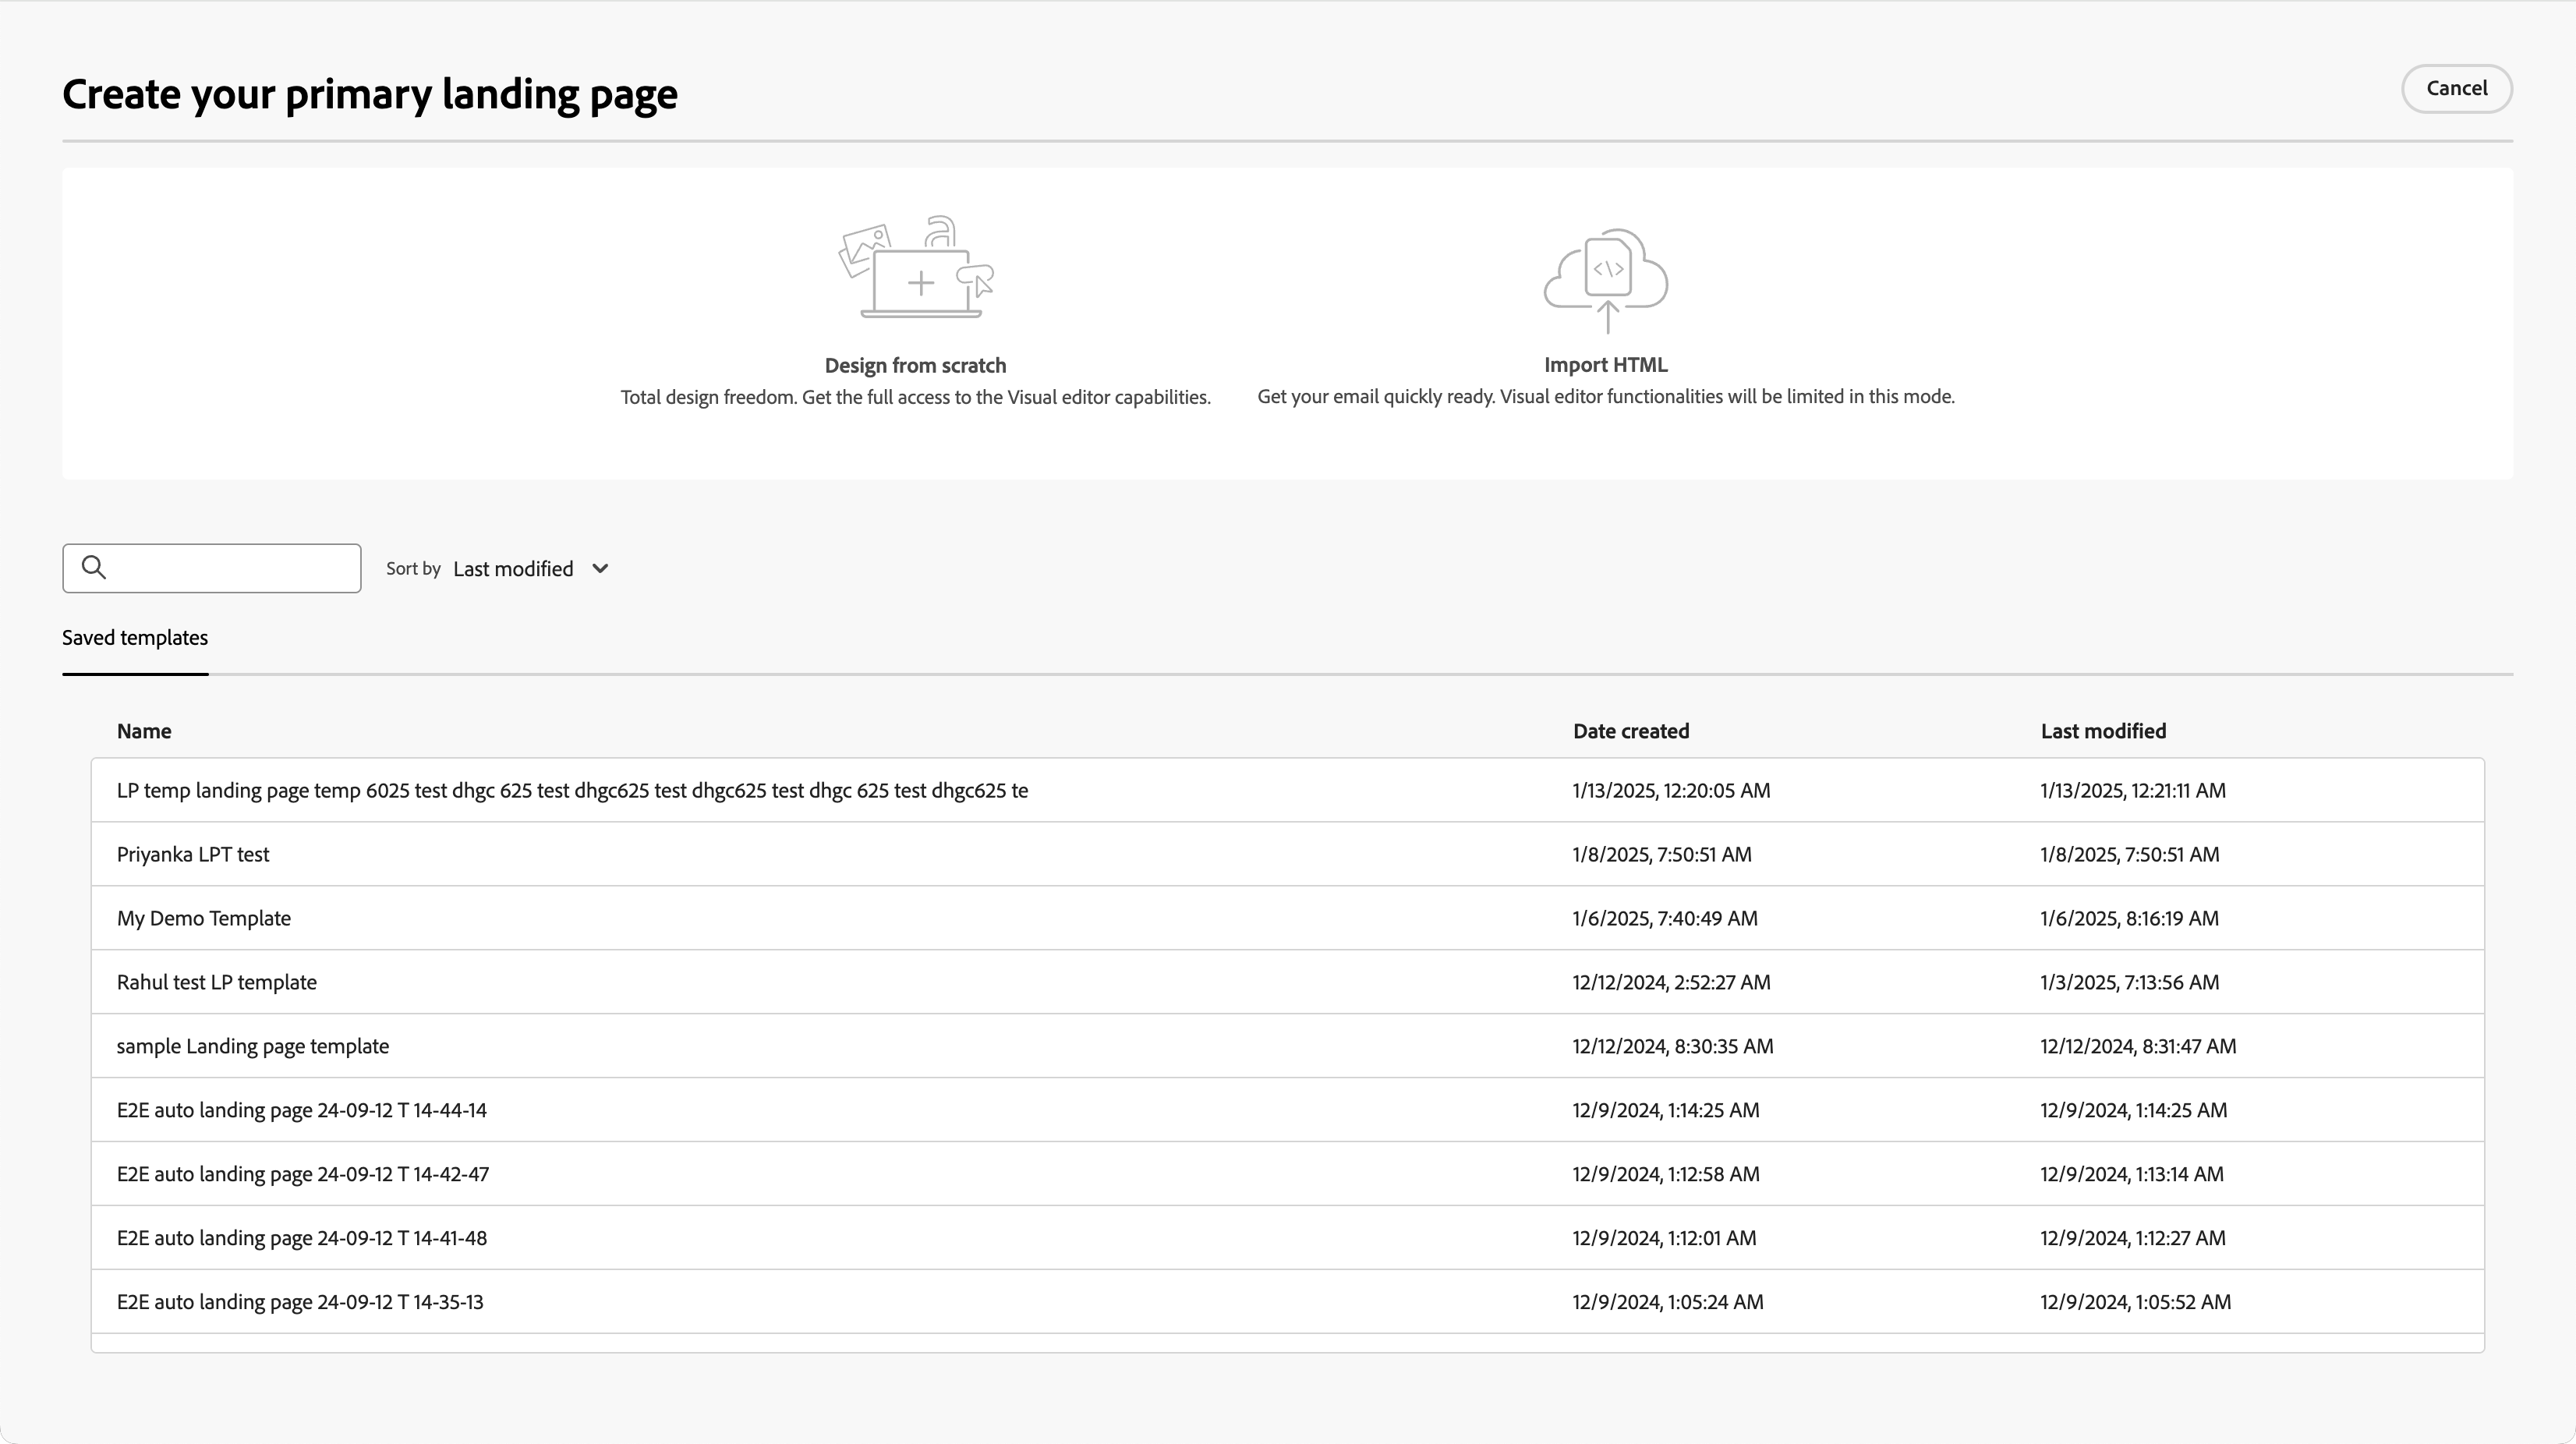 Create your primary landing page
Cancel
Design from scratch
Total design freedom. Get the full access to the Visual editor capabilities.
Import HTML
Get your email quickly ready. Visual editor functionalities will be limited in this mode.
Sort by Last modified
Saved templates
Name Date created Last modified
LP temp landing page temp 6025 test dhgc 625 test dhgc625 test dhgc625 test dhgc 625 test dhgc625 te 1/13/2025, 12:20:05 AM 1/13/2025, 12:21:11 AM
Priyanka LPT test 1/8/2025, 7:50:51 AM 1/8/2025, 7:50:51 AM
My Demo Template 1/6/2025, 7:40:49 AM 1/6/2025, 8:16:19 AM
Rahul test LP template 12/12/2024, 2:52:27 AM 1/3/2025, 7:13:56 AM
sample Landing page template 12/12/2024, 8:30:35 AM 12/12/2024, 8:31:47 AM
E2E auto landing page 24-09-12 T 14-44-14 12/9/2024, 1:14:25 AM 12/9/2024, 1:14:25 AM
E2E auto landing page 24-09-12 T 14-42-47 12/9/2024, 1:12:58 AM 12/9/2024, 1:13:14 AM
E2E auto landing page 24-09-12 T 14-41-48 12/9/2024, 1:12:01 AM 12/9/2024, 1:12:27 AM
E2E auto landing page 24-09-12 T 14-35-13 12/9/2024, 1:05:24 AM 12/9/2024, 1:05:52 AM